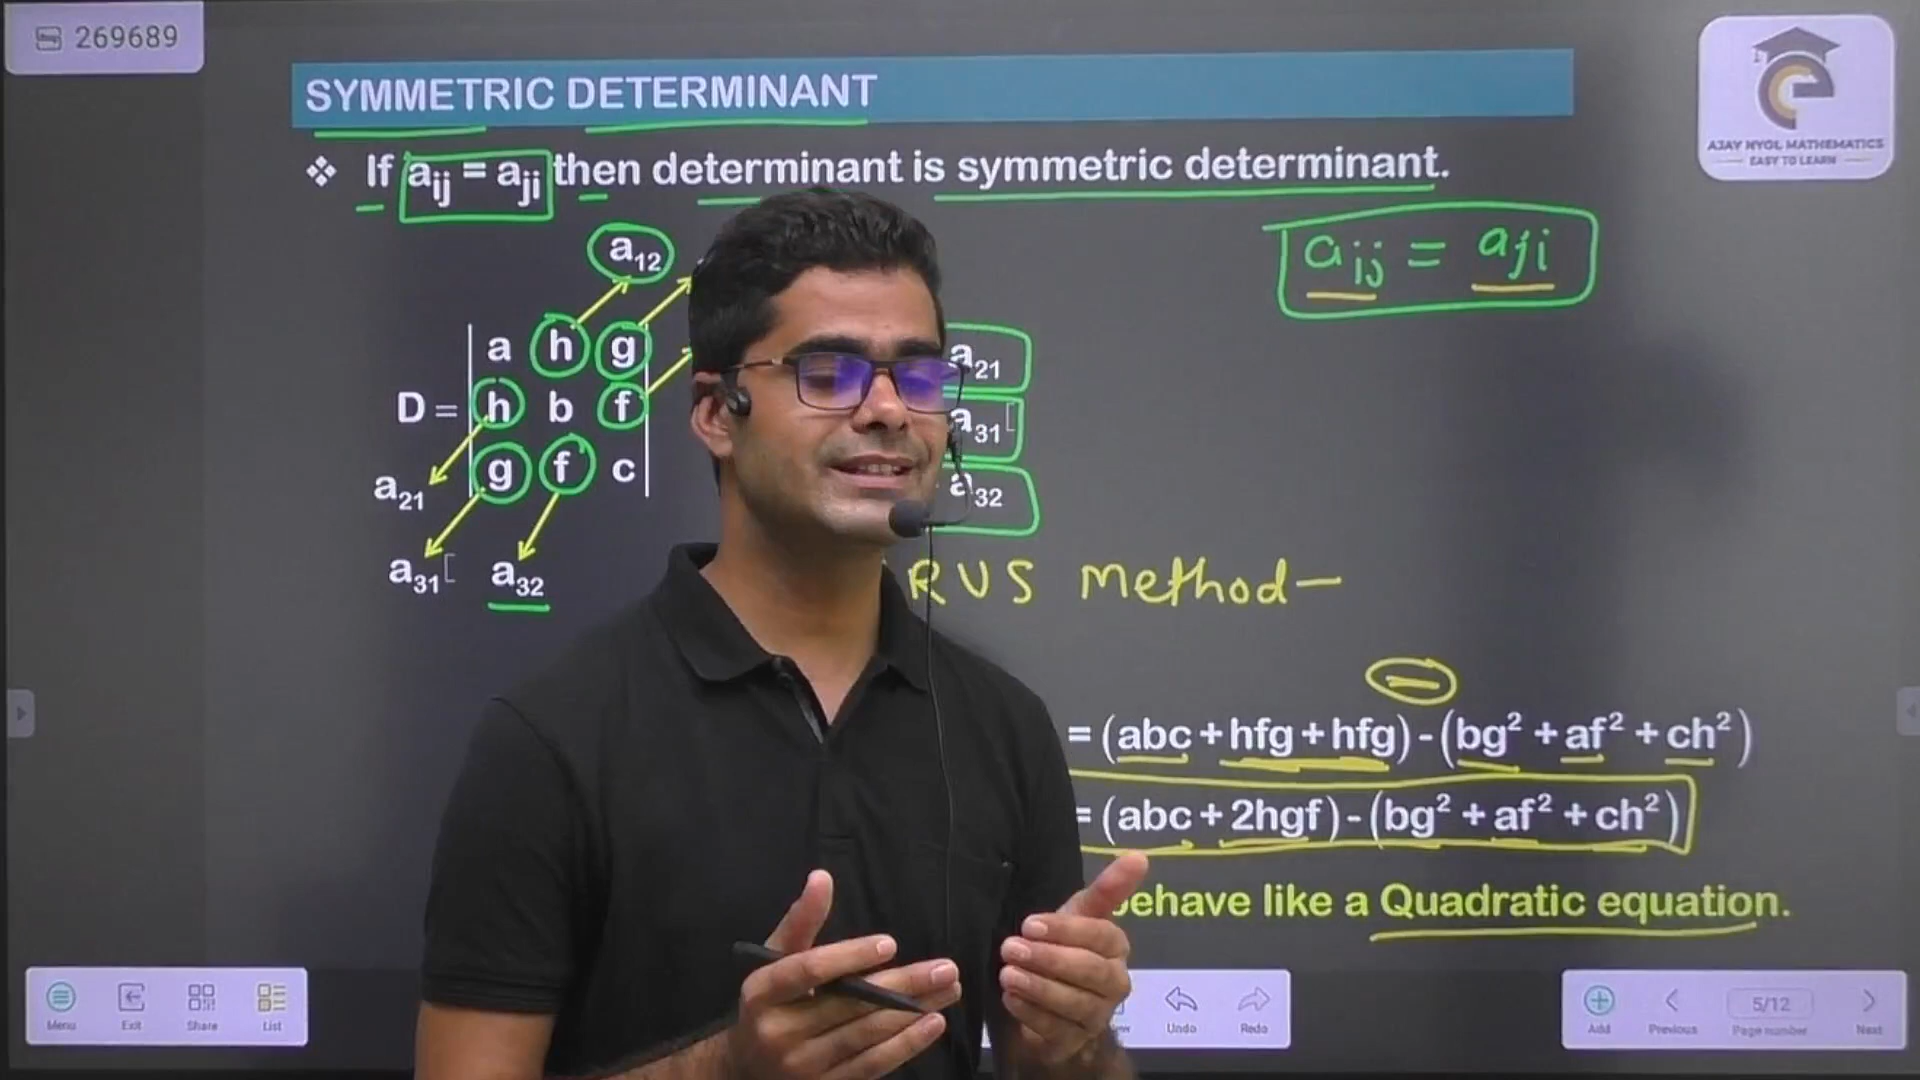 269689
SYMMETRIC DETERMINANT
AJAY NYOL MATHEMATICS
EASY TO LEARN
❖ If aij = aji then determinant is symmetric determinant.
aij = aji
a12
a h g
D = h b f
g f c
a21
a31[
a32
a21
a31[
a32
RUS Method-
= (abc + hfg + hfg) - (bg² + af² + ch²)
= (abc + 2hgf) - (bg² + af² + ch²)
behave like a Quadratic equation.
Menu Exit Share List
Undo Redo
Add Previous 5/12 Page number Next